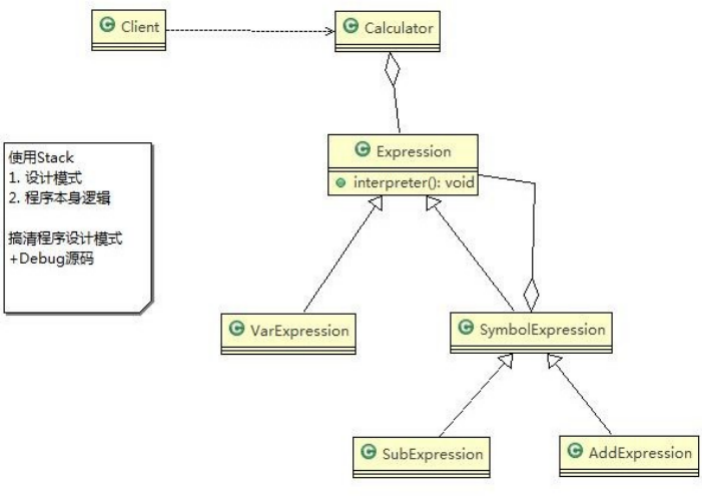 Client
Calculator
Expression
interpreter(): void
使用Stack
1. 设计模式
2. 程序本身逻辑
搞清程序设计模式
+Debug源码
VarExpression
SymbolExpression
SubExpression
AddExpression